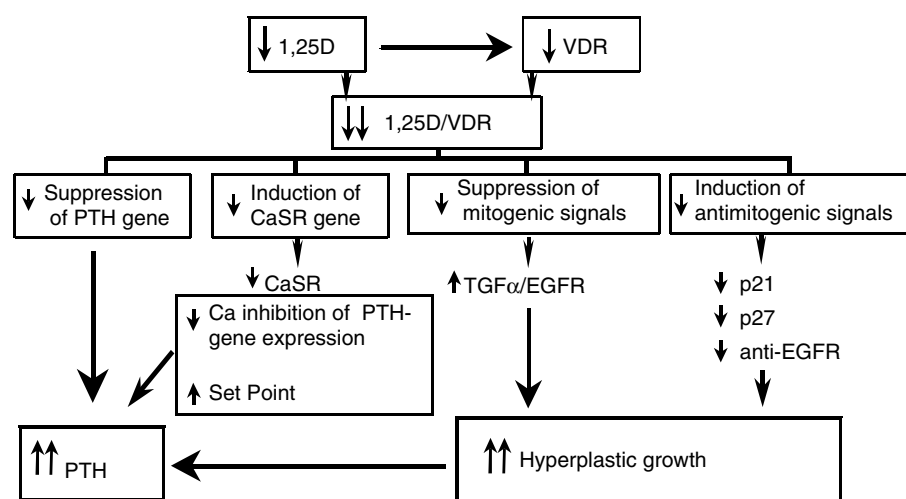 ↓ 1,25D
↓ VDR
↓↓ 1,25D/VDR
↓ Suppression
of PTH gene
↓ Induction of
CaSR gene
↓ Suppression of
mitogenic signals
↓ Induction of
antimitogenic signals
↓ CaSR
↓ Ca inhibition of PTH-
gene expression
↑ Set Point
↑ TGFα/EGFR
↓ p21
↓ p27
↓ anti-EGFR
↑↑ PTH
↑↑ Hyperplastic growth